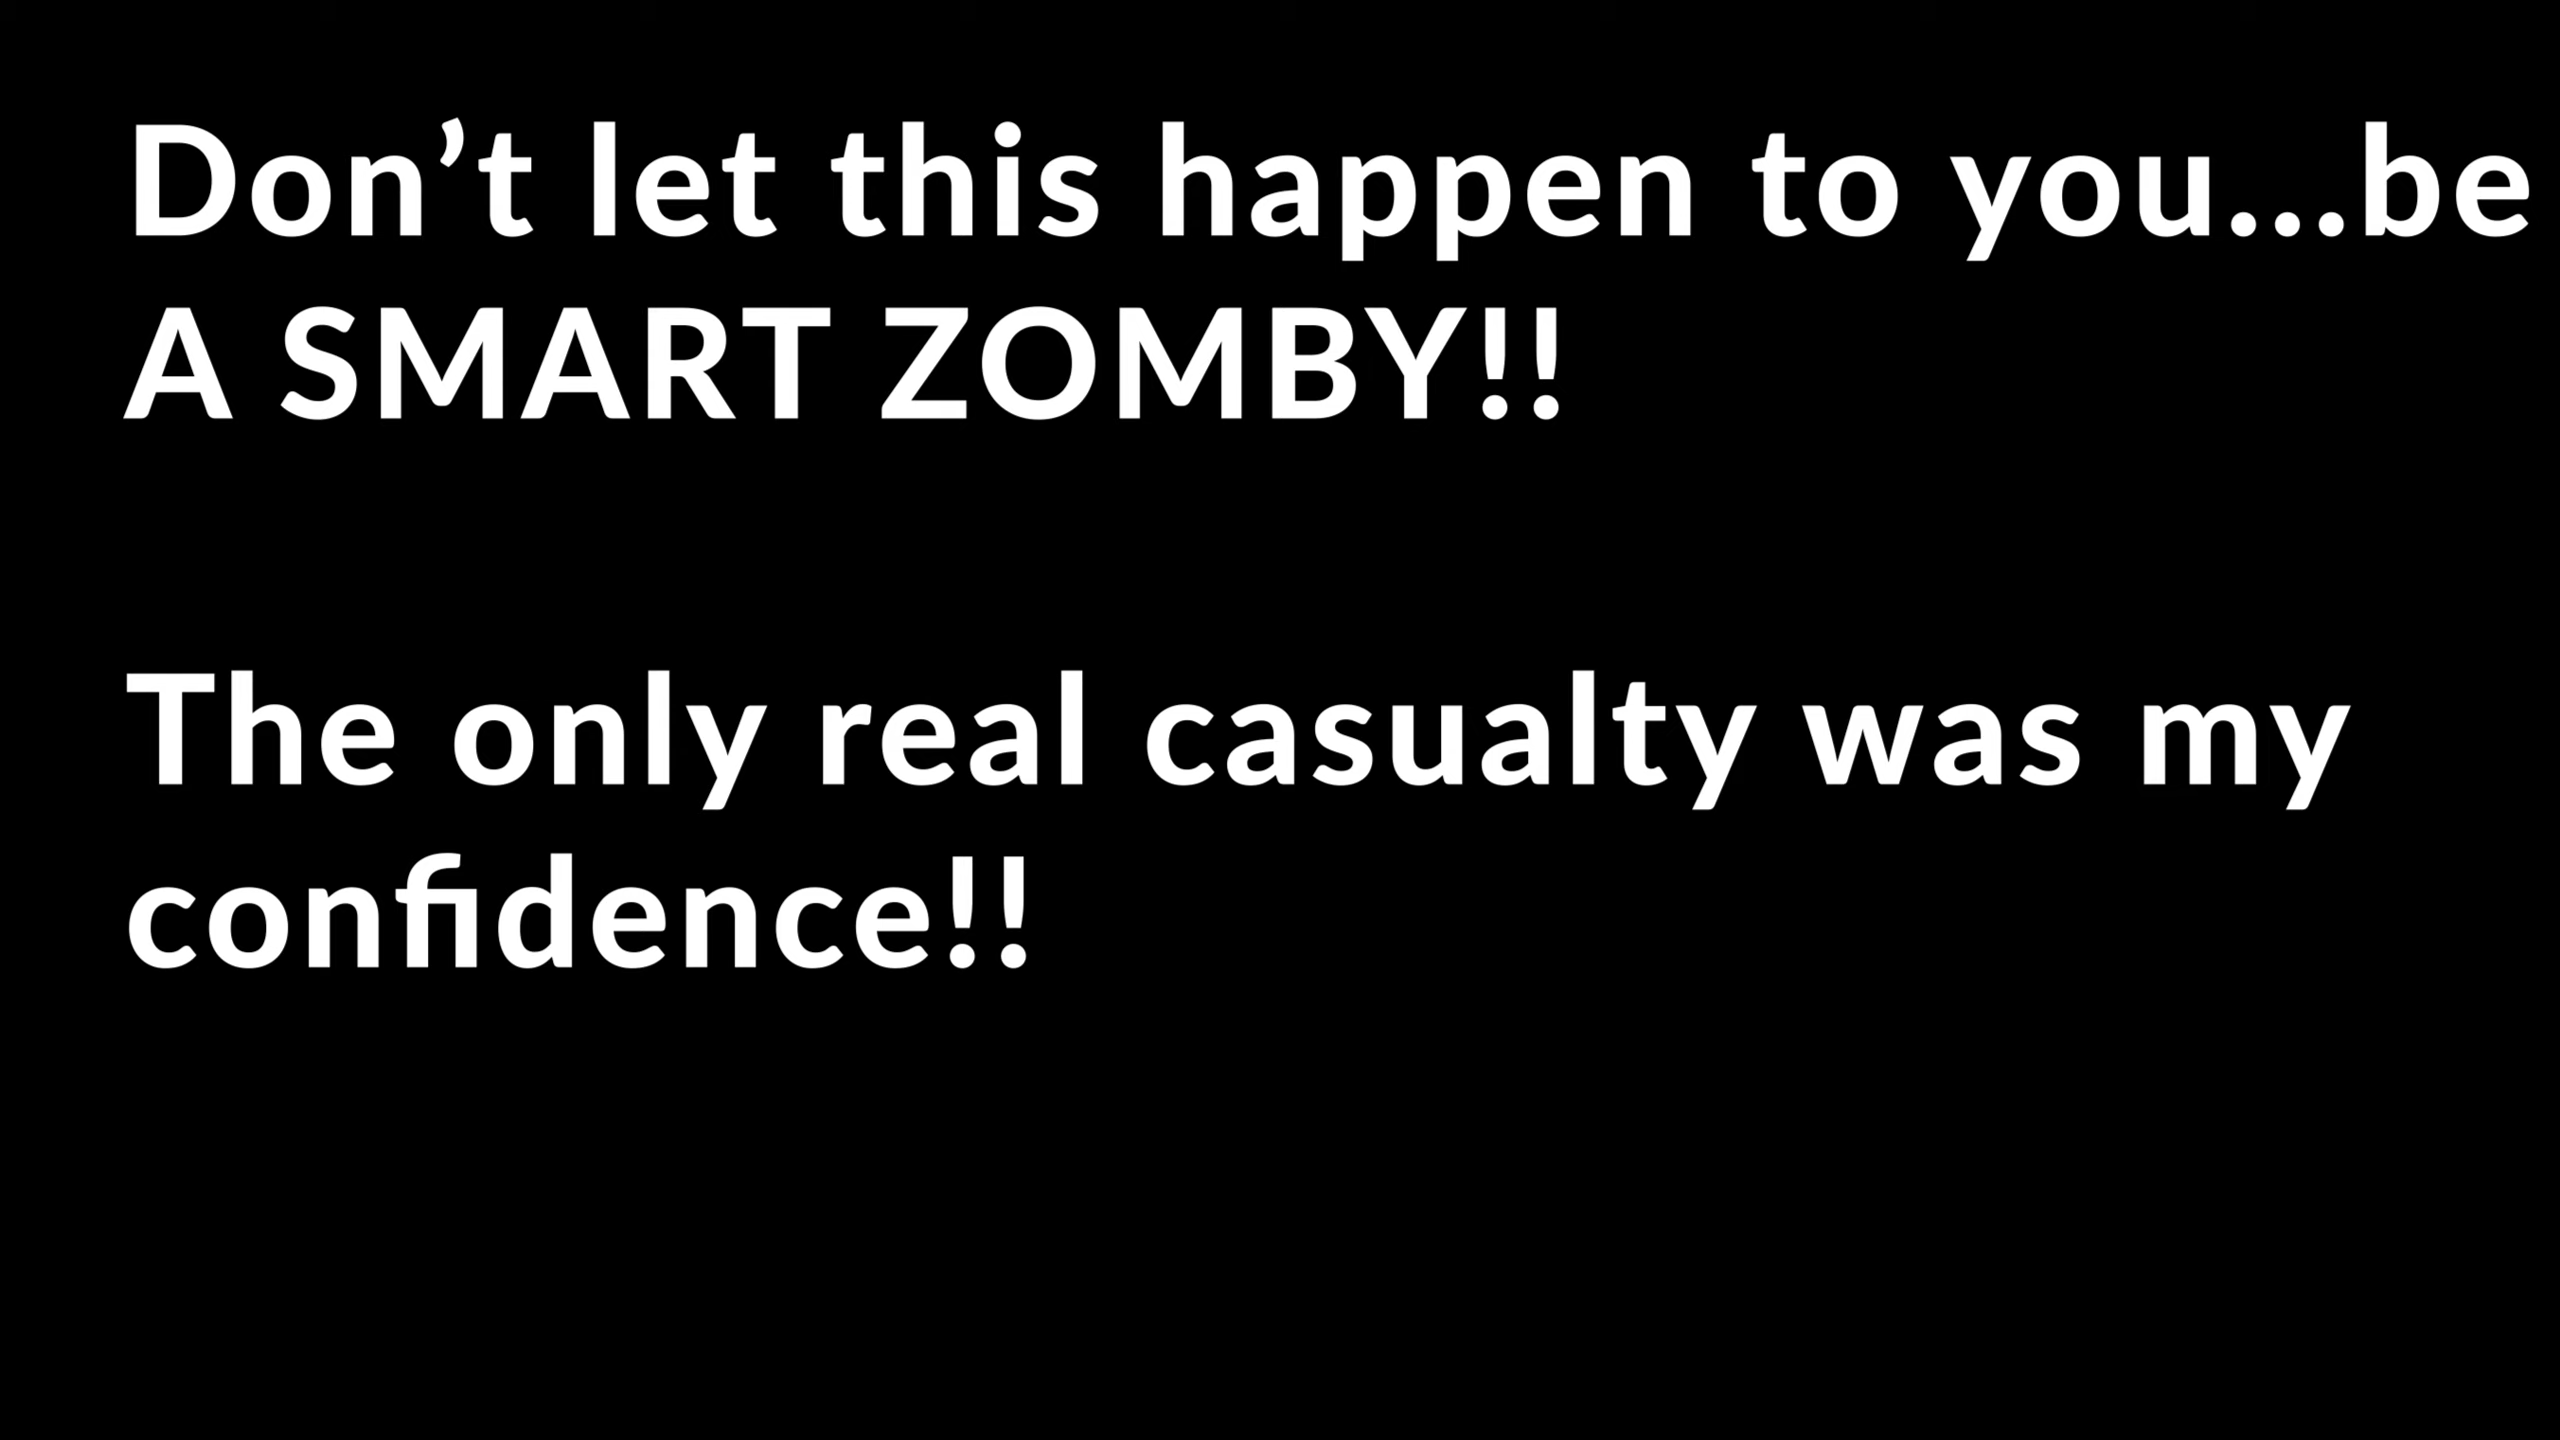 Don’t let this happen to you...be
A SMART ZOMBY!!
The only real casualty was my
confidence!!